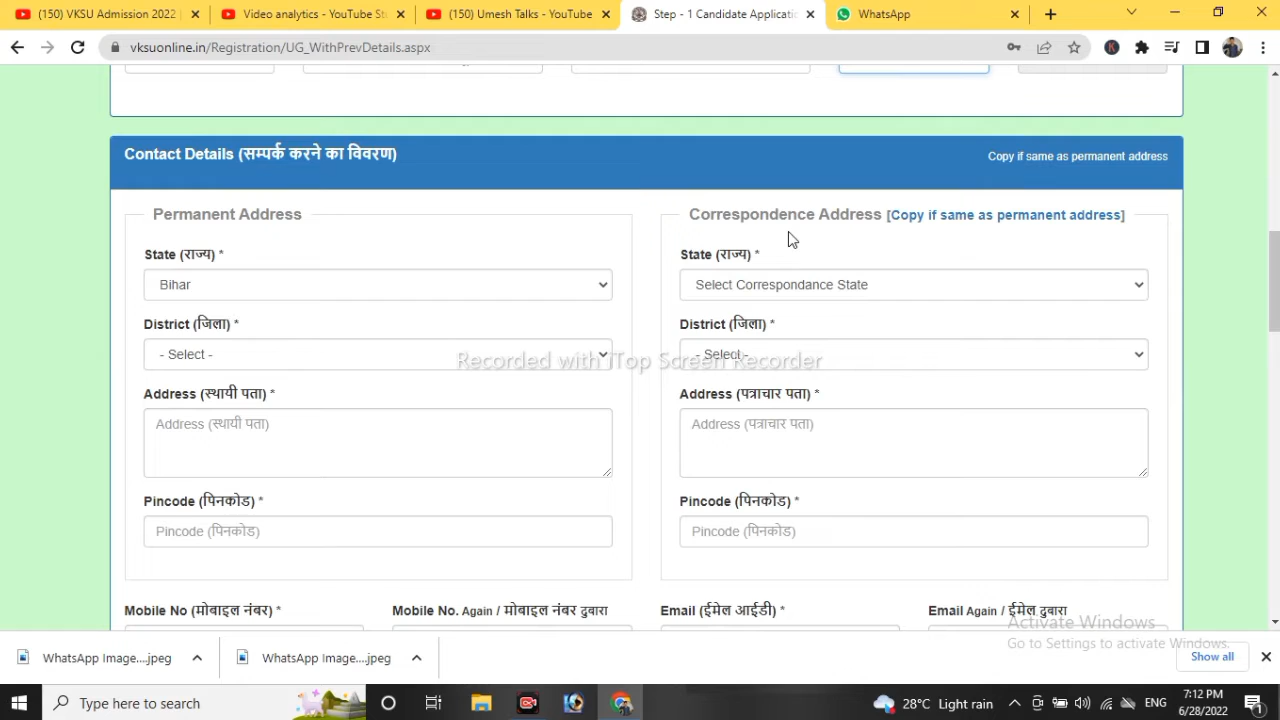 (150) VKSU Admission 2022 |
Video analytics - YouTube St
(150) Umesh Talks - YouTube
Step - 1 Candidate Applicati
WhatsApp
vksuonline.in/Registration/UG_WithPrevDetails.aspx
Contact Details (सम्पर्क करने का विवरण)
Copy if same as permanent address
Permanent Address
Correspondence Address [Copy if same as permanent address]
State (राज्य) *
State (राज्य) *
Bihar
Select Correspondance State
District (जिला) *
District (जिला) *
- Select -
- Select -
Recorded with iTop Screen Recorder
Address (स्थायी पता) *
Address (पत्राचार पता) *
Address (स्थायी पता)
Address (पत्राचार पता)
Pincode (पिनकोड) *
Pincode (पिनकोड) *
Pincode (पिनकोड)
Pincode (पिनकोड)
Mobile No (मोबाइल नंबर) *
Mobile No. Again / मोबाइल नंबर दुबारा
Email (ईमेल आईडी) *
Email Again / ईमेल दुबारा
Activate Windows
Go to Settings to activate Windows.
WhatsApp Image....jpeg
WhatsApp Image....jpeg
Show all
Type here to search
28°C Light rain
ENG
7:12 PM
6/28/2022
1